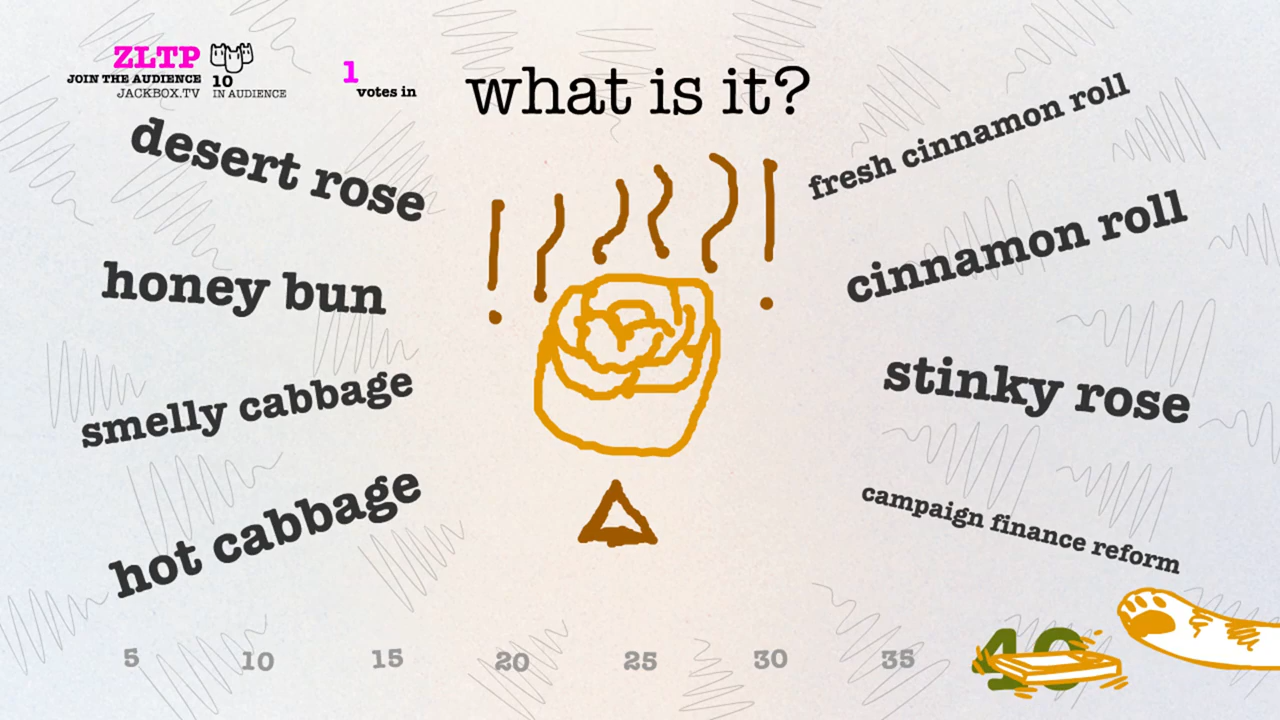 ZLTP
JOIN THE AUDIENCE
JACKBOX.TV
10
IN AUDIENCE
1
votes in
what is it?
desert rose
honey bun
smelly cabbage
hot cabbage
fresh cinnamon roll
cinnamon roll
stinky rose
campaign finance reform
5 10 15 20 25 30 35 40